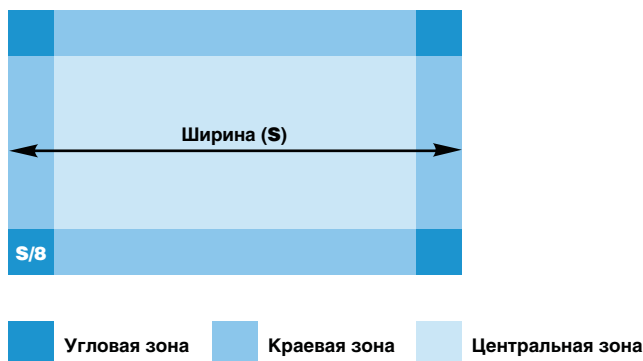 Ширина (S)
S/8
Угловая зона
Краевая зона
Центральная зона